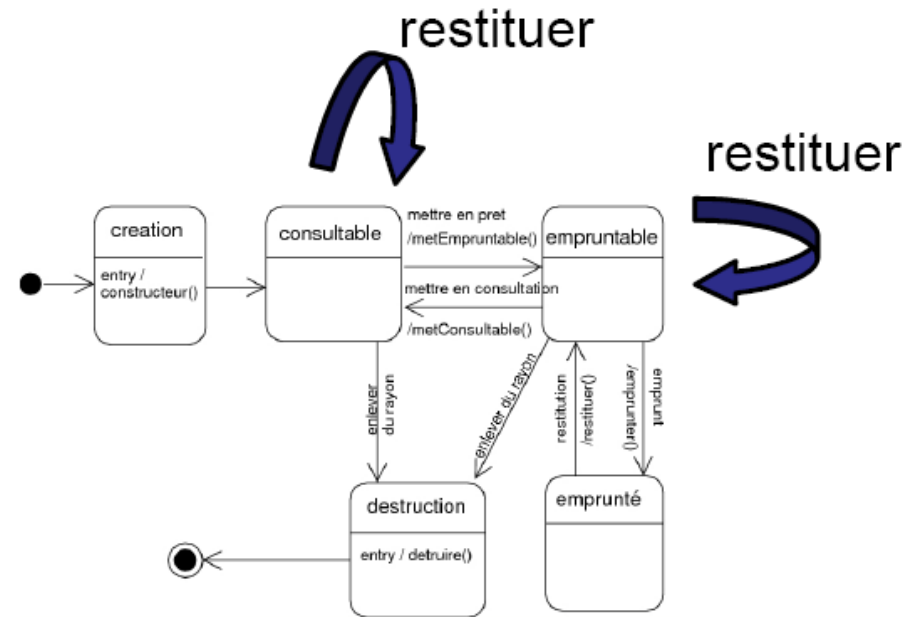 restituer
restituer
creation
entry /
constructeur()
consultable
mettre en pret
/metEmpruntable()
mettre en consultation
/metConsultable()
empruntable
enlever
du rayon
enlever du rayon
restitution
/restituer()
emprunt
/emprunter()
destruction
entry / detruire()
emprunté